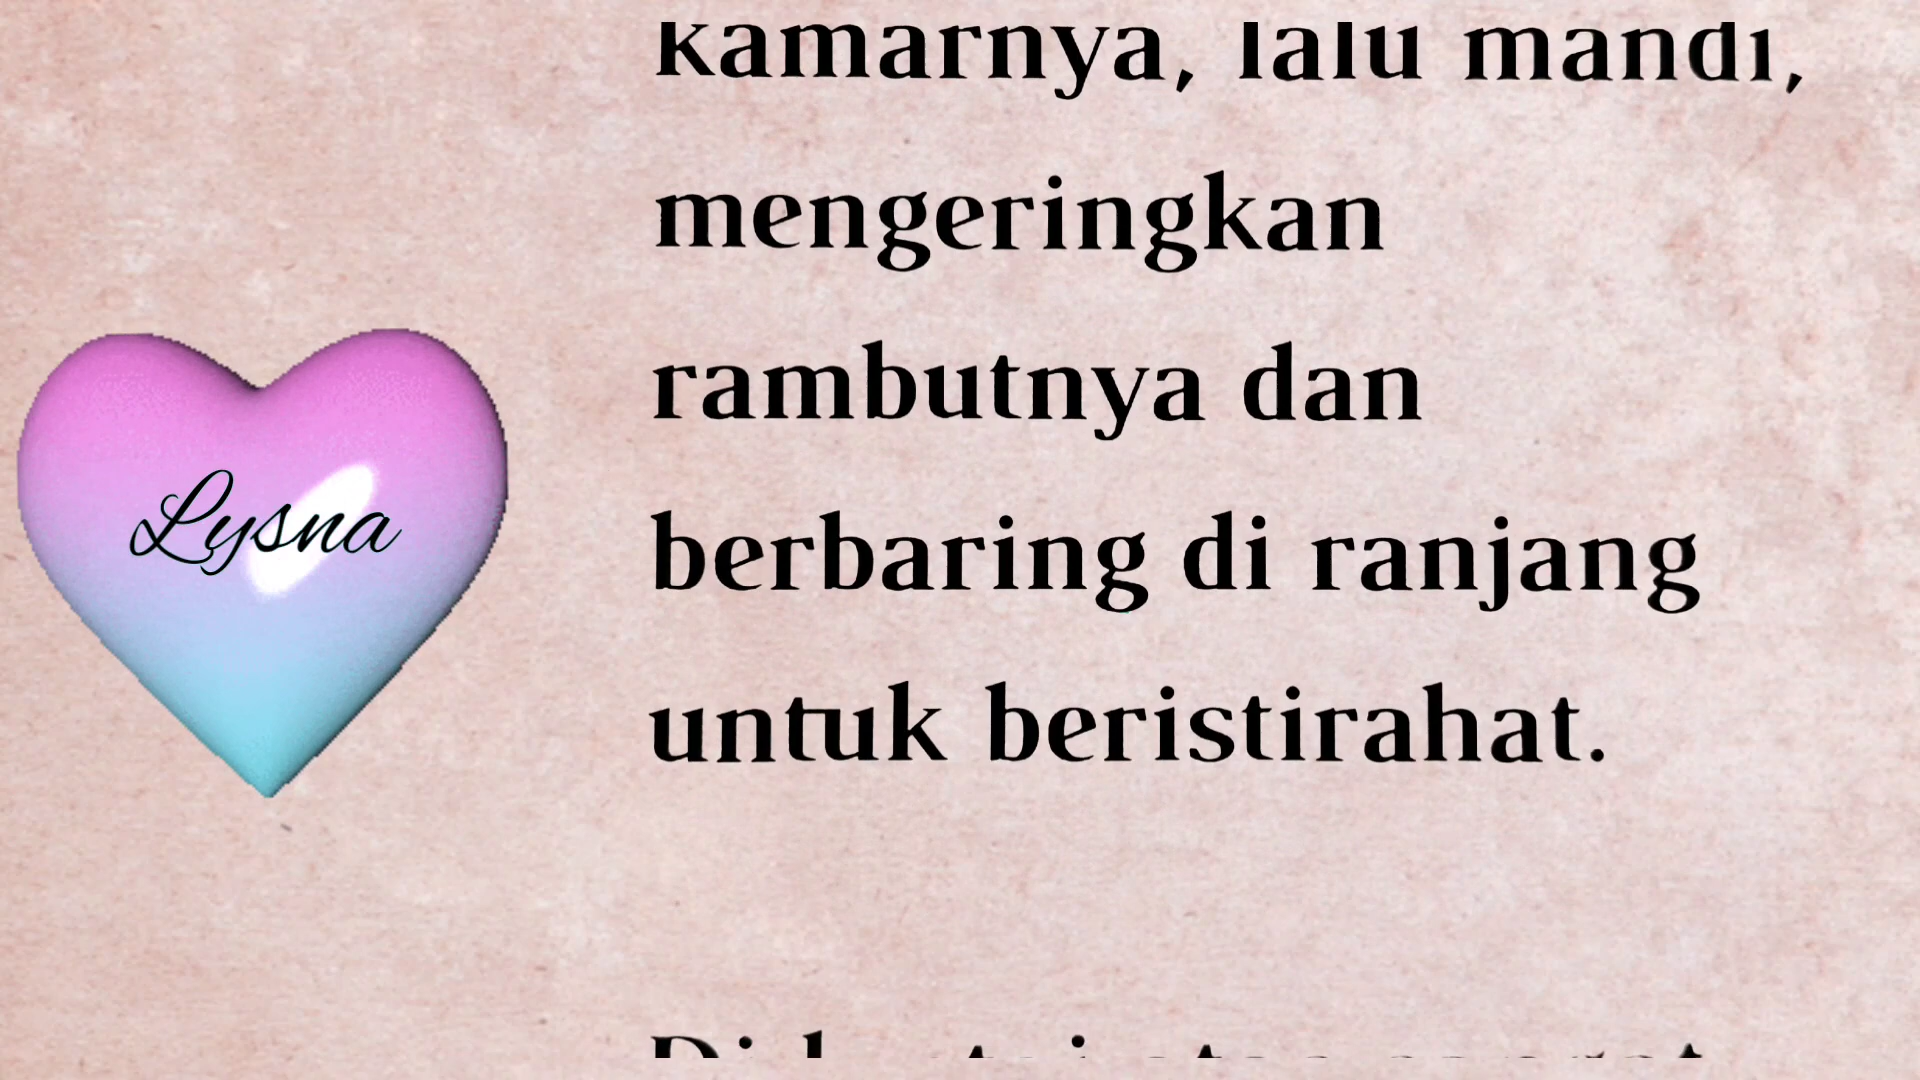 kamarnya, lalu mandi,
mengeringkan
rambutnya dan
berbaring di ranjang
untuk beristirahat.
Lysna